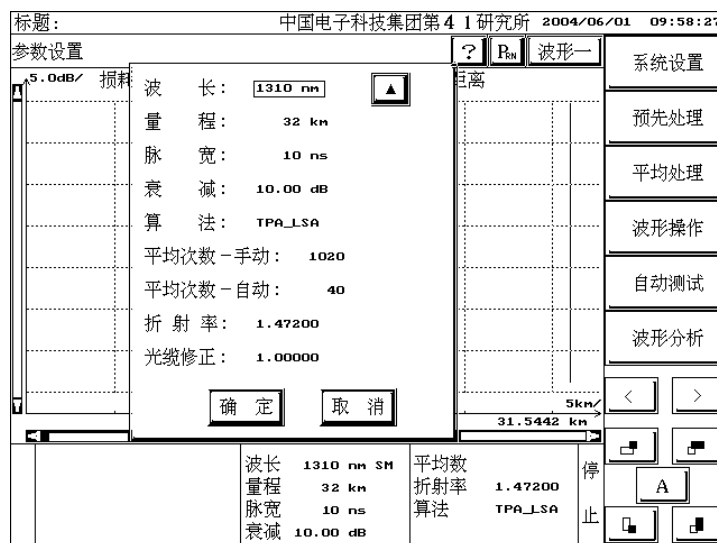 标题: 中国电子科技集团第41研究所 2004/06/01 09:58:27
参数设置 ? PRN 波形一
5.0dB/ 损耗 距离
波 长: 1310 nm ▲
量 程: 32 km
脉 宽: 10 ns
衰 减: 10.00 dB
算 法: TPA_LSA
平均次数-手动: 1020
平均次数-自动: 40
折 射 率: 1.47200
光缆修正: 1.00000
确 定 取 消
5km/
31.5442 km
系统设置
预先处理
平均处理
波形操作
自动测试
波形分析
< >
A
波长 1310 nm SM
量程 32 km
脉宽 10 ns
衰减 10.00 dB
平均数
折射率 1.47200
算法 TPA_LSA
停
止